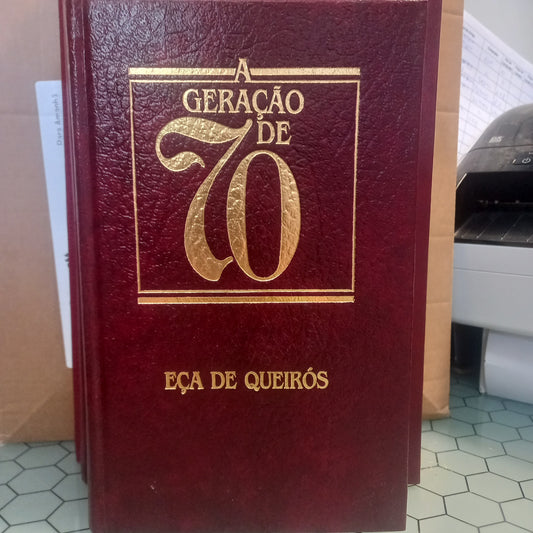 A
GERAÇÃO
DE
70
EÇA DE QUEIRÓS